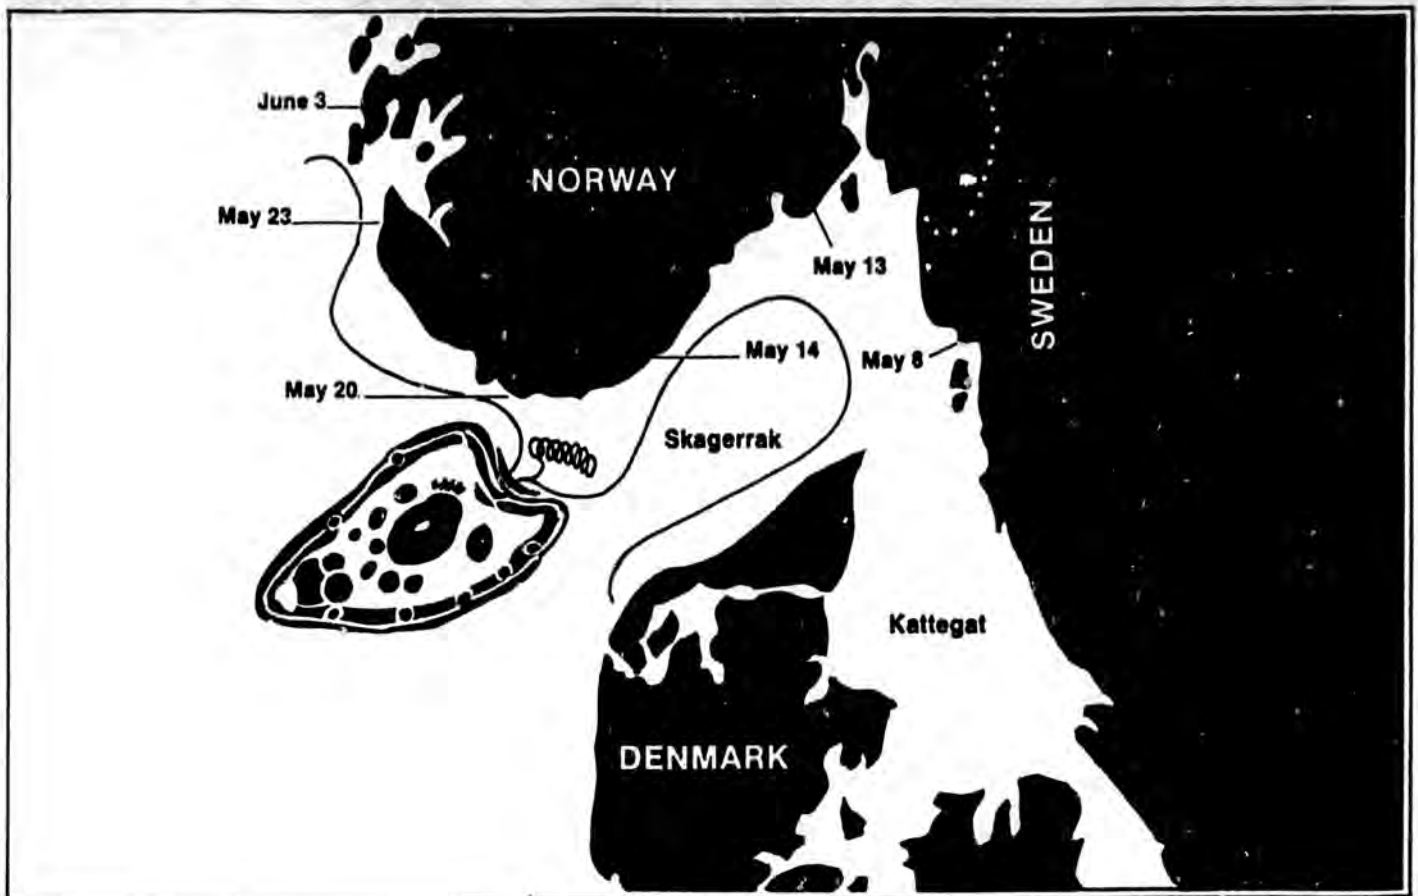 June 3
NORWAY
May 23
SWEDEN
May 13
May 14
May 8
May 20
Skagerrak
Kattegat
DENMARK